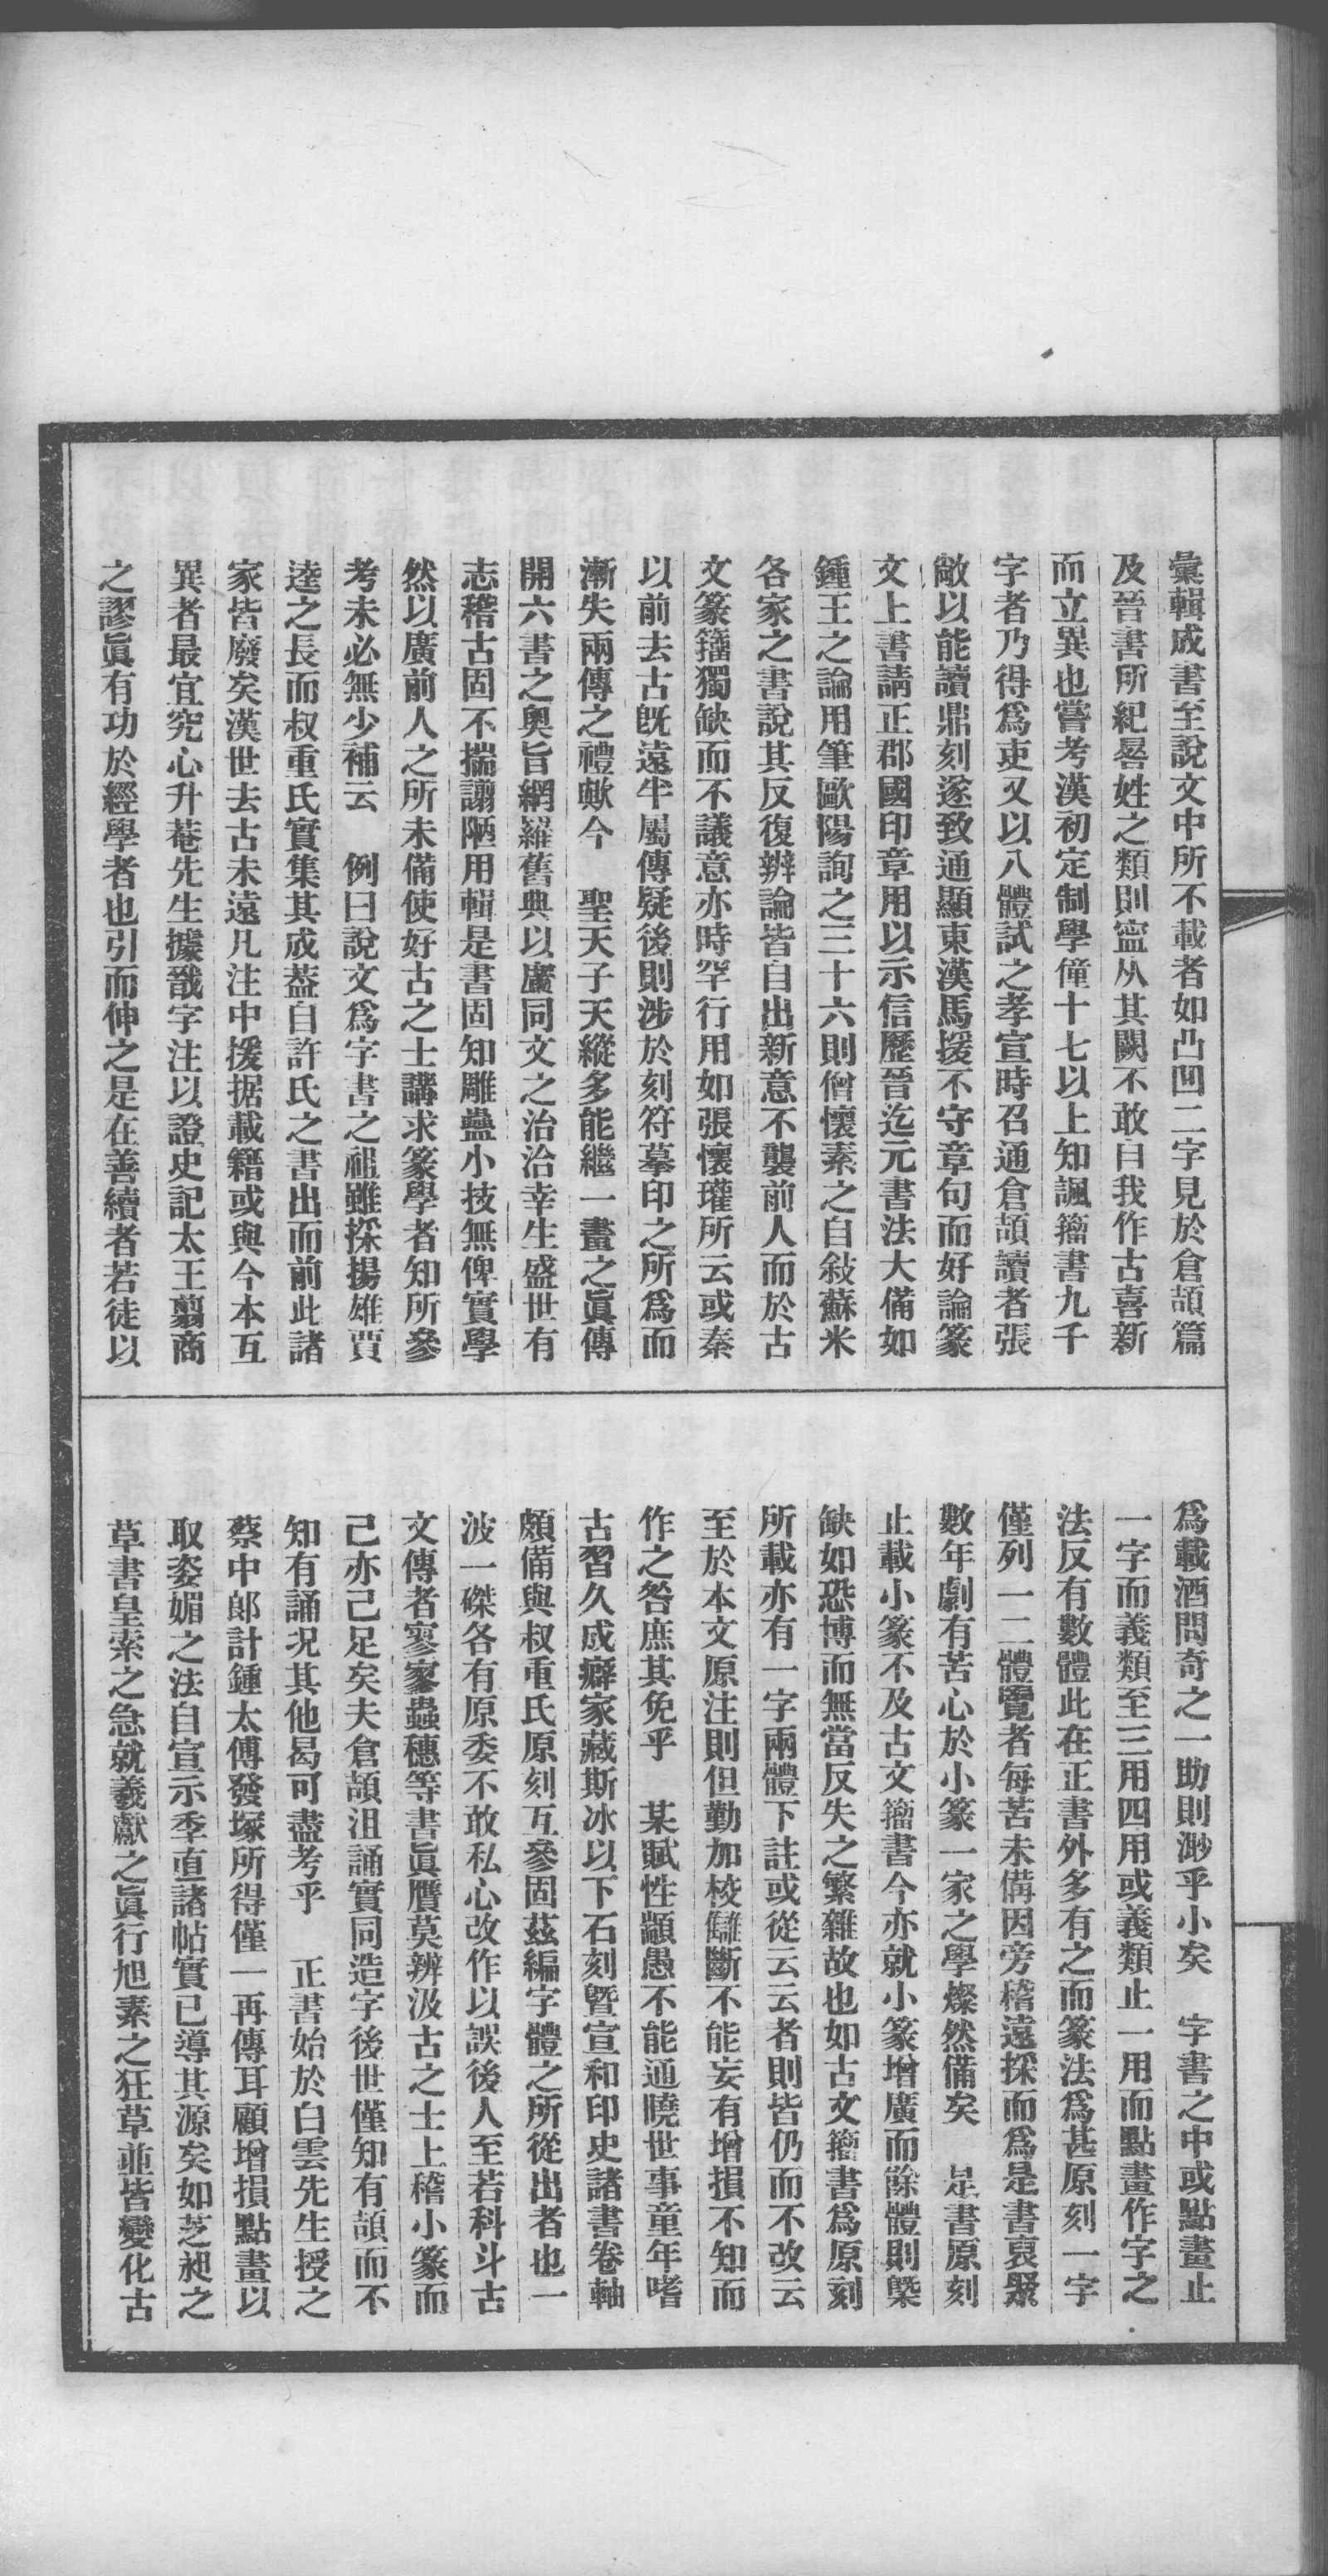 彙輯成書至說文中所不載者如凸凹二字見於倉頡篇
及晉書所紀譽姓之類則寧从其闕不敢自我作古喜新
而立異也嘗考漢初定制學僮十七以上知諷籀書九千
字者乃得爲吏又以八體試之孝宣時召通倉頡讀者張
敞以能讀鼎刻遂致通顯東漢馬援不守章句而好論篆
文上書請正郡國印章用以示信歷晉迄元書法大備如
鍾王之論用筆歐陽詢之三十六則僧懷素之自敍蘇米
各家之書說其反復辨論皆自出新意不襲前人而於古
文篆籀獨缺而不議意亦時罕行用如張懷瓘所云或秦
以前去古既遠半屬傳疑後則涉於刻符摹印之所爲而
漸失兩傳之禮歟今　聖天子天縱多能繼一畫之眞傳
開六書之奧旨網羅舊典以廣同文之治洽幸生盛世有
志稽古固不揣謭陋用輯是書固知雕蟲小技無俾實學
然以廣前人之所未備使好古之士講求篆學者知所參
考未必無少補云　例曰說文爲字書之祖雖採揚雄賈
逵之長而叔重氏實集其成葢自許氏之書出而前此諸
家皆廢矣漢世去古未遠凡注中援据載籍或與今本互
異者最宜究心升菴先生據戩字注以證史記太王翦商
之謬眞有功於經學者也引而伸之是在善續者若徒以
爲載酒問奇之一助則渺乎小矣　字書之中或點畫止
一字而義類至三用四用或義類止一用而點畫作字之
法反有數體此在正書外多有之而篆法爲甚原刻一字
僅列一二體覽者每苦未備因旁稽遠採而爲是書裒聚
數年劇有苦心於小篆一家之學燦然備矣　是書原刻
止載小篆不及古文籀書今亦就小篆增廣而餘體則槩
缺如恐博而無當反失之繁雜故也如古文籀書爲原刻
所載亦有一字兩體下註或從云云者則皆仍而不改云
至於本文原注則但勤加校讎斷不能妄有增損不知而
作之咎庶其免乎　某賦性顓愚不能通曉世事童年嗜
古習久成癖家藏斯冰以下石刻暨宣和印史諸書卷軸
頗備與叔重氏原刻互參固茲編字體之所從出者也一
波一磔各有原委不敢私心改作以誤後人至若科斗古
文傳者寥寥蟲穗等書眞贋莫辨汲古之士上稽小篆而
己亦己足矣夫倉頡沮誦實同造字後世僅知有頡而不
知有誦况其他曷可盡考乎　正書始於白雲先生授之
蔡中郞計鍾太傅發塚所得僅一再傳耳顧增損點畫以
取姿媚之法自宣示季直諸帖實已導其源矣如芝昶之
草書皇索之急就羲獻之眞行旭素之狂草並皆變化古